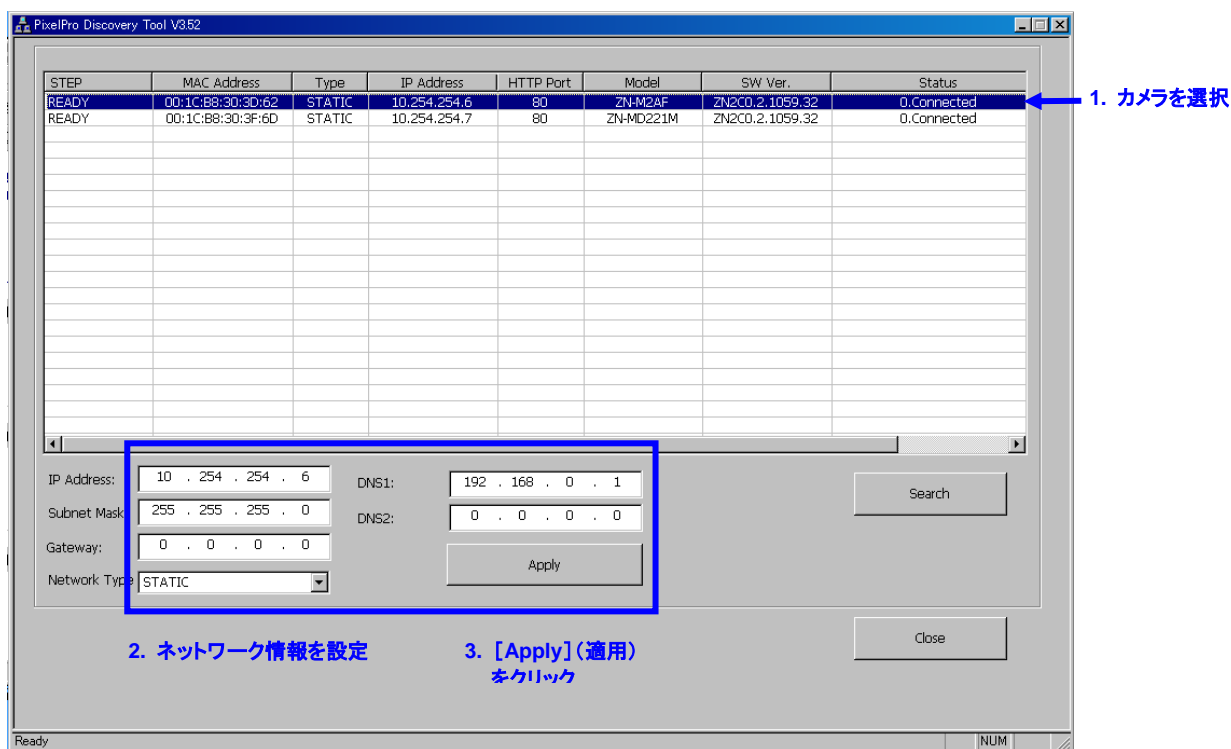 PixelPro Discovery Tool V3.52
STEP MAC Address Type IP Address HTTP Port Model SW Ver. Status
READY 00:1C:B8:30:3D:62 STATIC 10.254.254.6 80 ZN-M2AF ZN2C0.2.1059.32 0.Connected
READY 00:1C:B8:30:3F:6D STATIC 10.254.254.7 80 ZN-MD221M ZN2C0.2.1059.32 0.Connected
1. カメラを選択
IP Address: 10 . 254 . 254 . 6 DNS1: 192 . 168 . 0 . 1
Search
Subnet Mask 255 . 255 . 255 . 0 DNS2: 0 . 0 . 0 . 0
Gateway: 0 . 0 . 0 . 0
Apply
Network Type STATIC
2. ネットワーク情報を設定
3. [Apply](適用)
をクリック
Close
Ready NUM